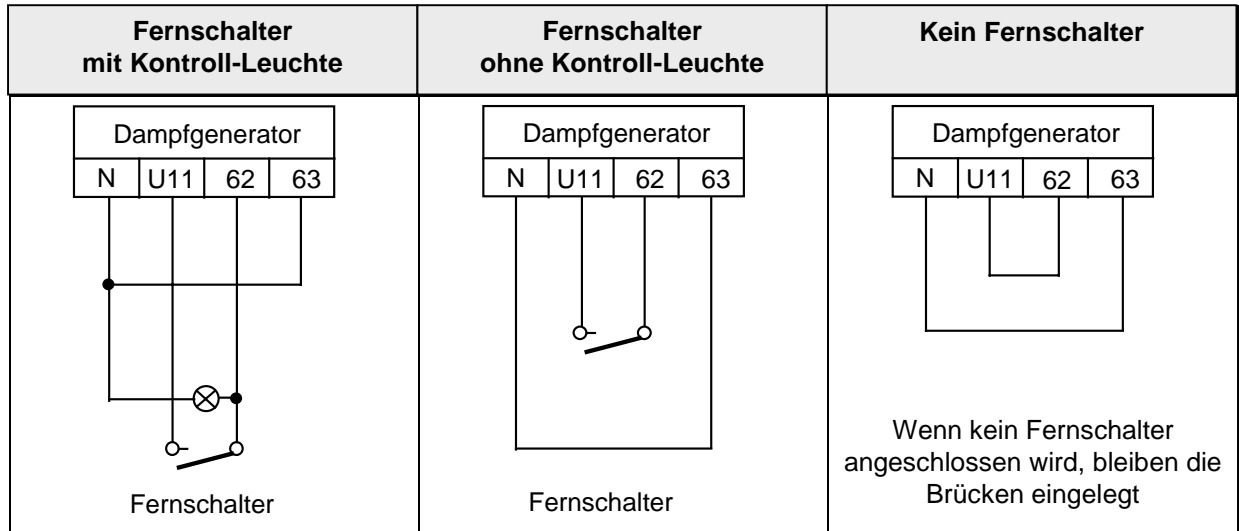 Fernschalter
mit Kontroll-Leuchte
Fernschalter
ohne Kontroll-Leuchte
Kein Fernschalter
Dampfgenerator
N U11 62 63
Fernschalter
Dampfgenerator
N U11 62 63
Fernschalter
Dampfgenerator
N U11 62 63
Wenn kein Fernschalter
angeschlossen wird, bleiben die
Brücken eingelegt